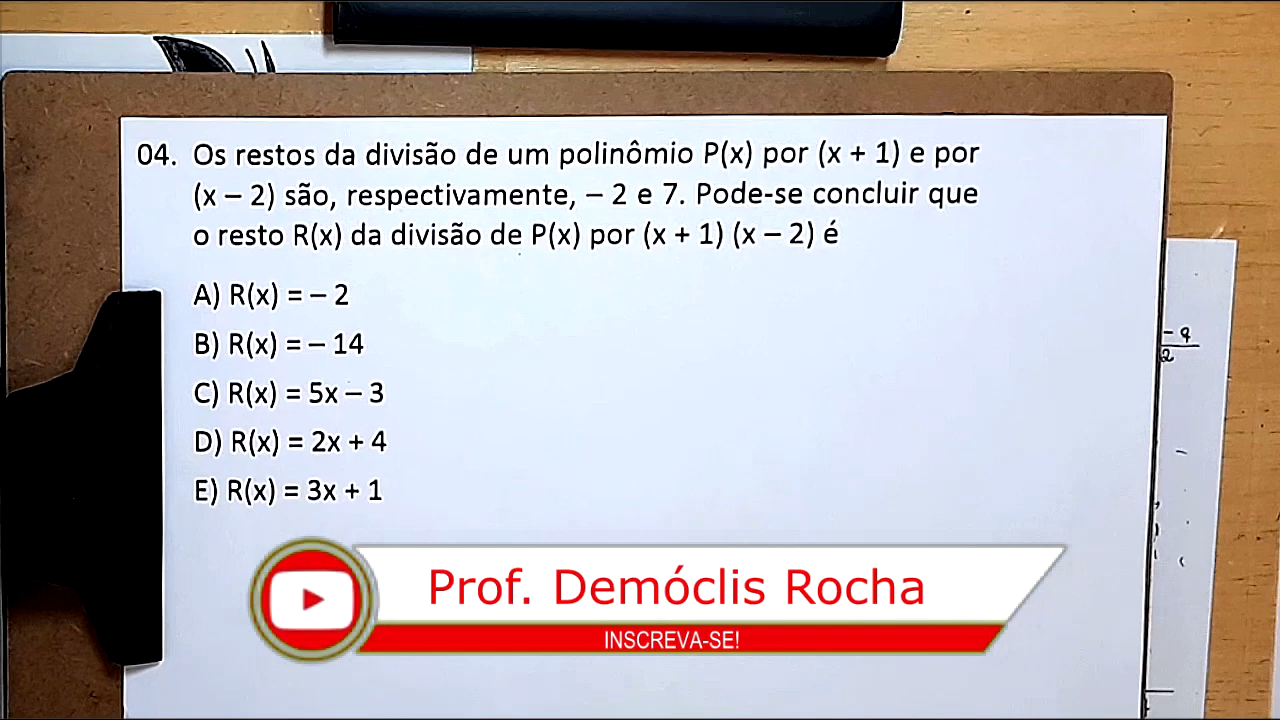 04. Os restos da divisão de um polinômio P(x) por (x + 1) e por
(x – 2) são, respectivamente, – 2 e 7. Pode-se concluir que
o resto R(x) da divisão de P(x) por (x + 1) (x – 2) é
A) R(x) = – 2
B) R(x) = – 14
C) R(x) = 5x – 3
D) R(x) = 2x + 4
E) R(x) = 3x + 1
Prof. Demóclis Rocha
INSCREVA-SE!